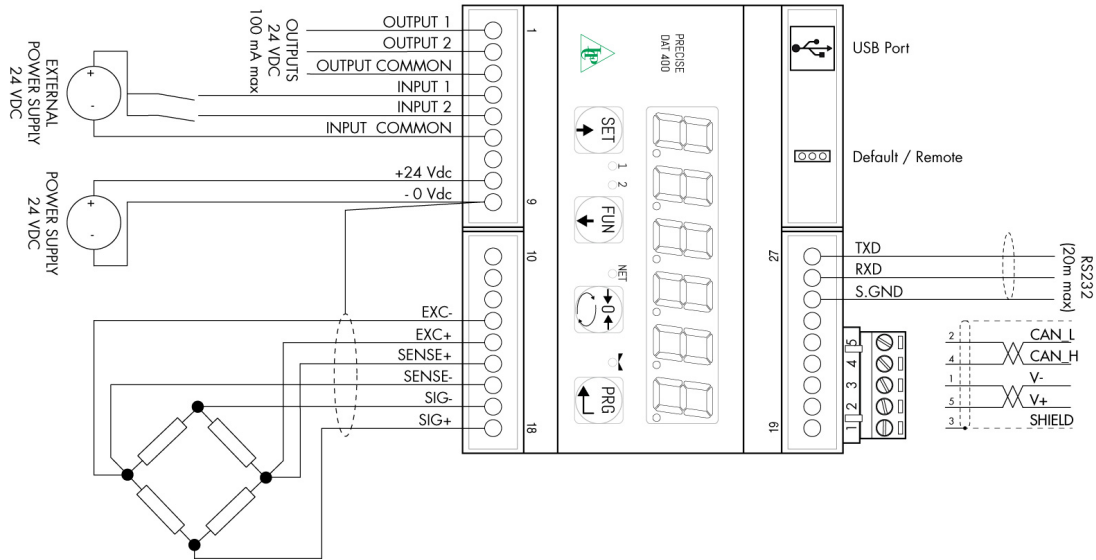 OUTPUT 1
OUTPUT 2
OUTPUT COMMON
INPUT 1
INPUT 2
INPUT COMMON
+24 Vdc
- 0 Vdc
OUTPUTS
24 VDC
100 mA max
EXTERNAL
POWER SUPPLY
24 VDC
+
-
POWER SUPPLY
24 VDC
+
-
EXC-
EXC+
SENSE+
SENSE-
SIG-
SIG+
1
9
10
18
PRECISE
DAT 400
SET
1
2
FUN
NET
0
PRG
USB Port
Default / Remote
27
19
TXD
RXD
S.GND
RS232
(20m max)
5
4
3
2
1
2 CAN_L
4 CAN_H
1 V-
5 V+
3 SHIELD